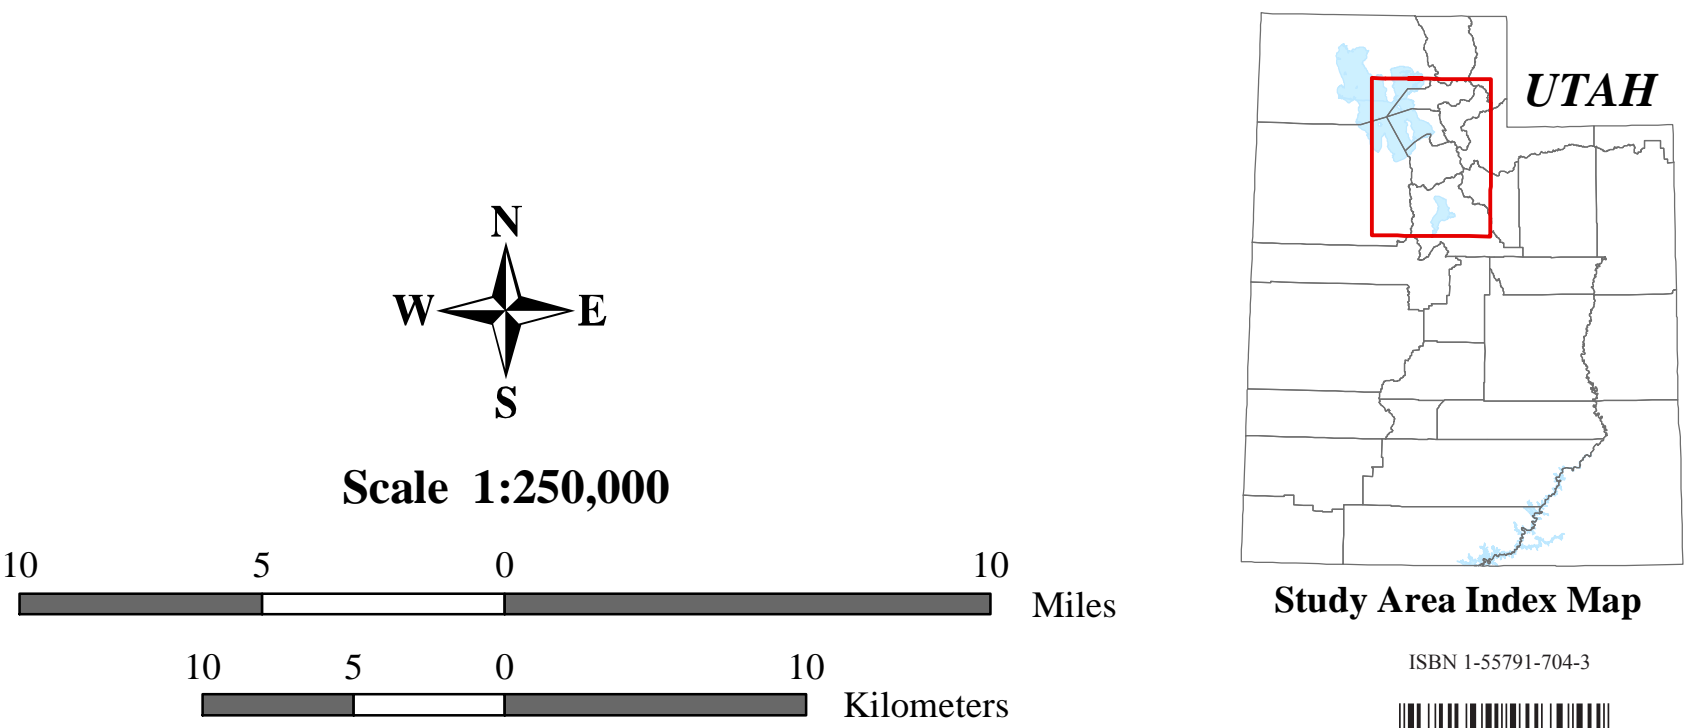 UTAH
N
W E
S
Scale 1:250,000
10 5 0 10
Miles
10 5 0 10
Kilometers
Study Area Index Map
ISBN 1-55791-704-3